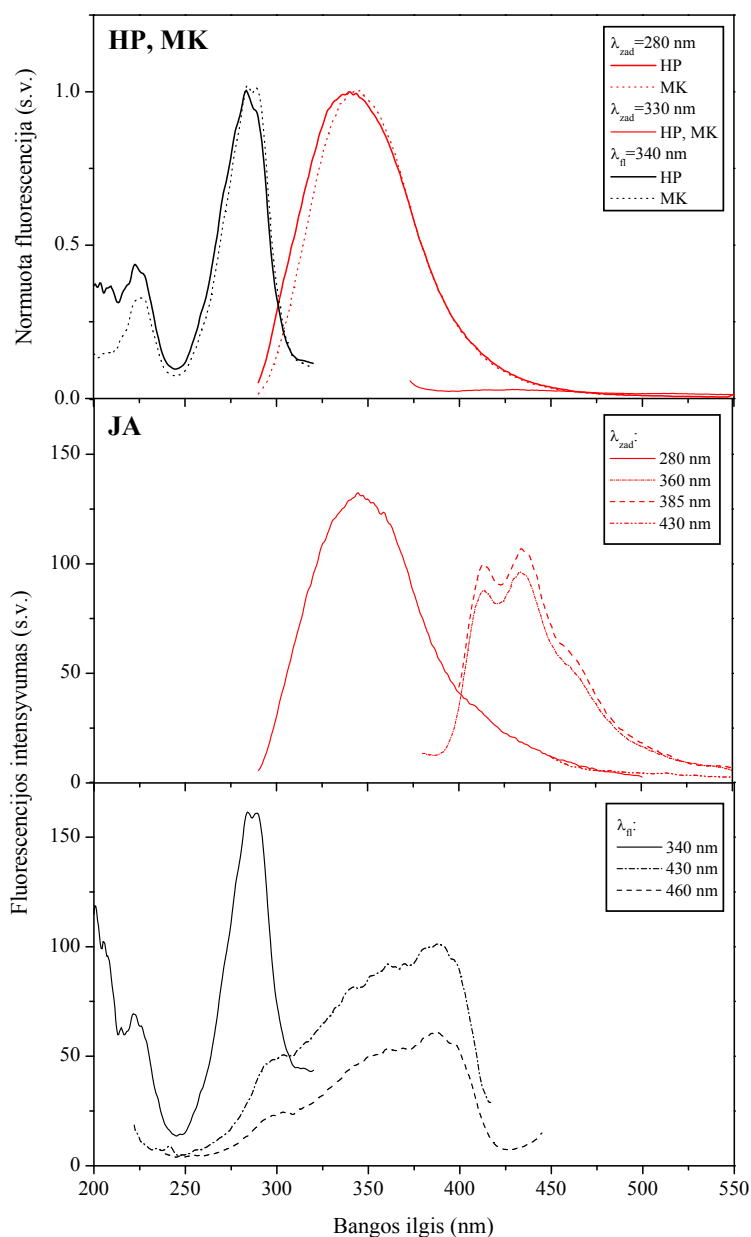 HP, MK
λzad=280 nm
HP
MK
λzad=330 nm
HP, MK
λfl=340 nm
HP
MK
Normuota fluorescencija (s.v.)
1.0
0.5
0.0
JA
λzad:
280 nm
360 nm
385 nm
430 nm
150
100
50
0
Fluorescencijos intensyvumas (s.v.)
λfl:
340 nm
430 nm
460 nm
150
100
50
0
200 250 300 350 400 450 500 550
Bangos ilgis (nm)